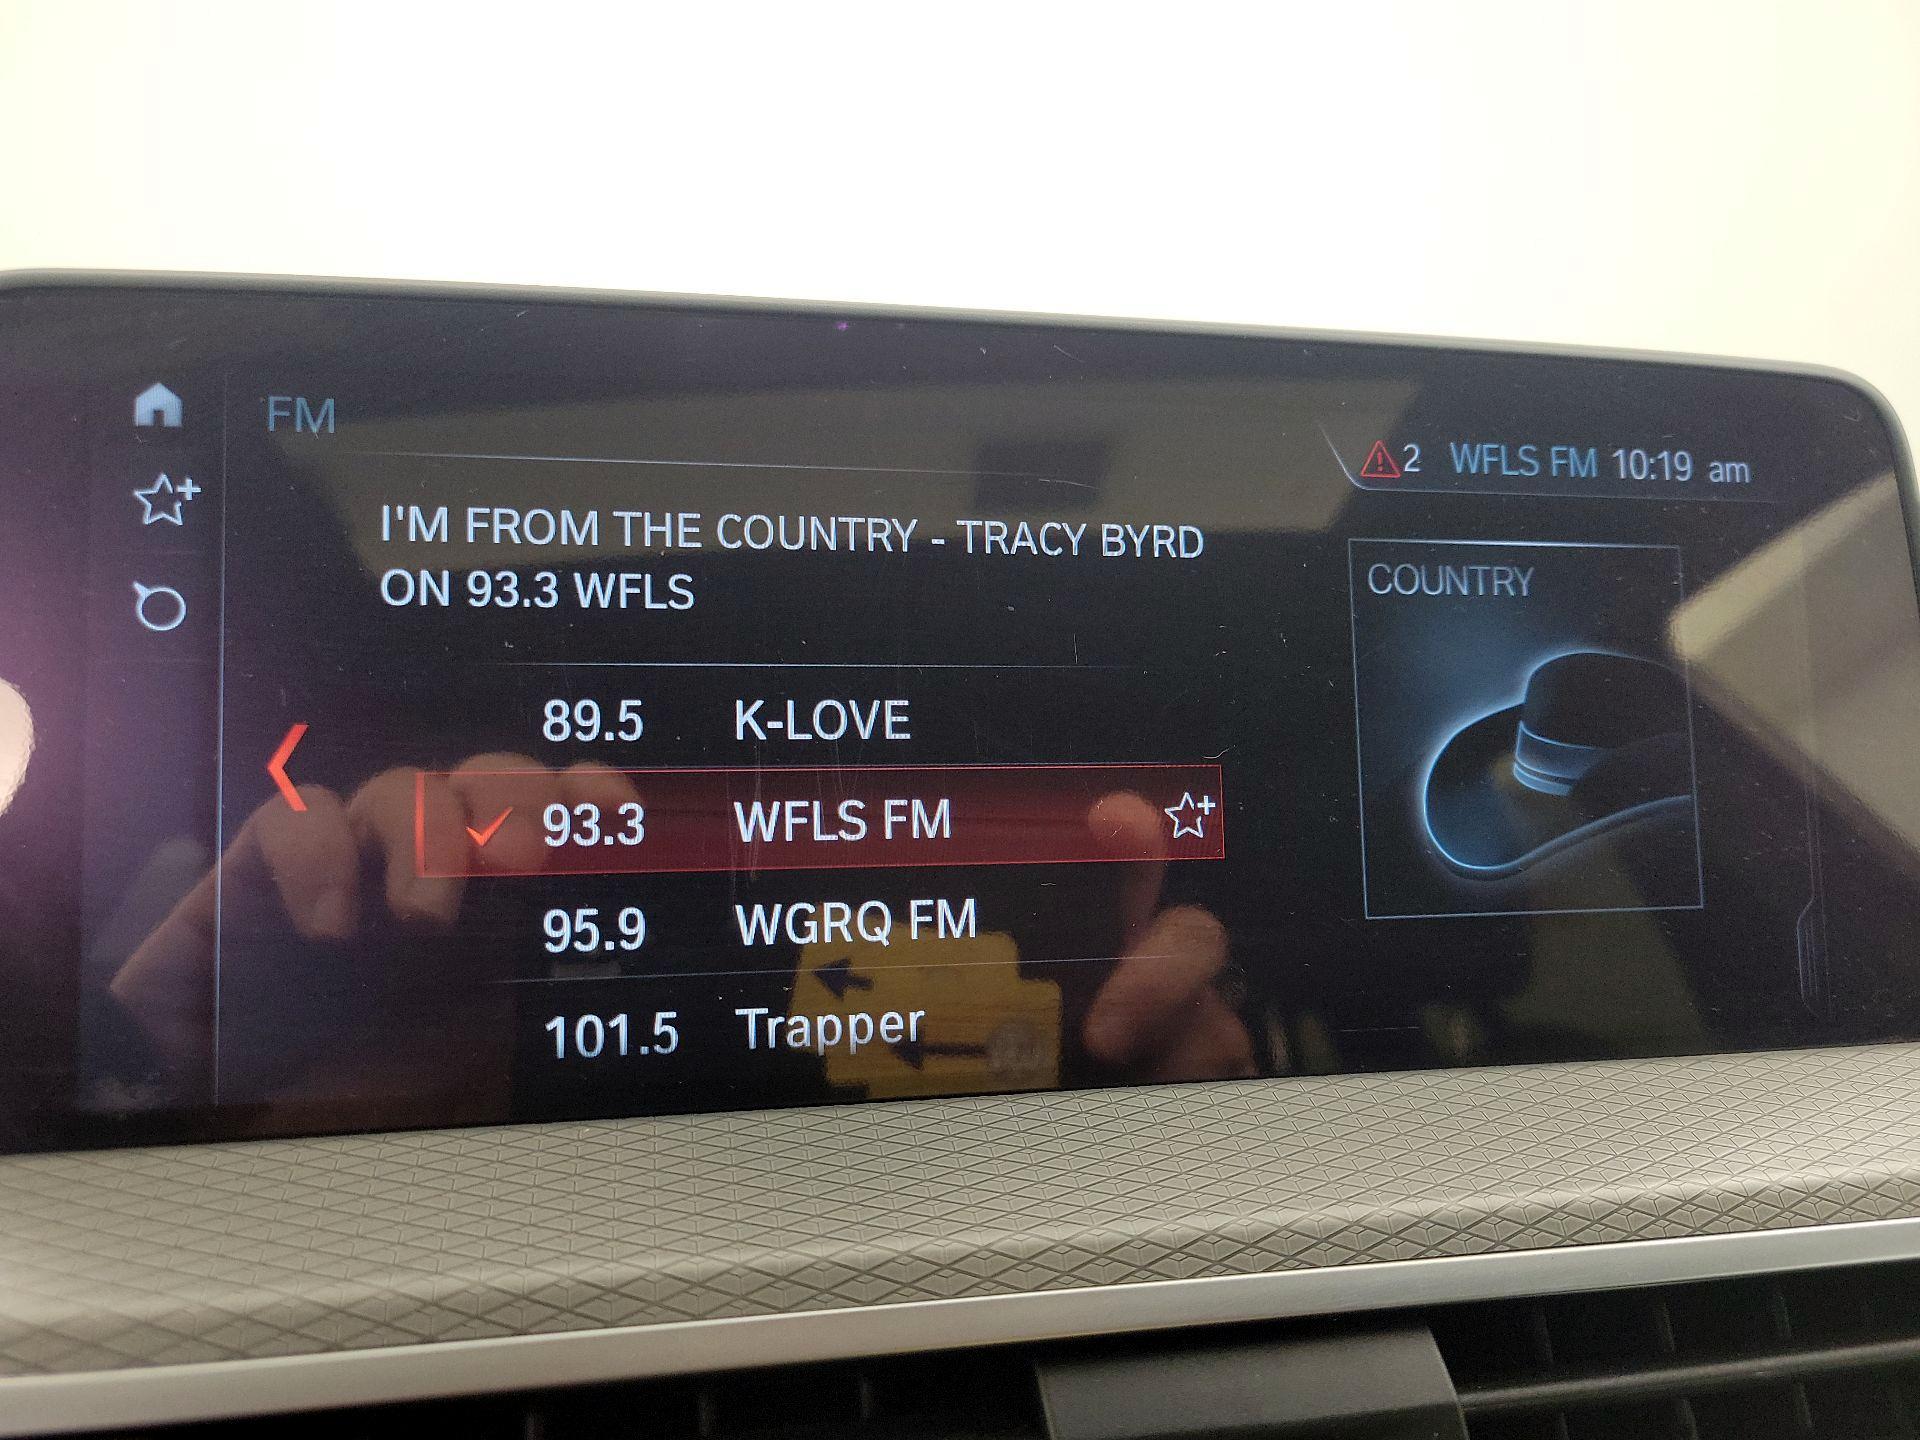 FM
2 WFLS FM 10:19 am
I'M FROM THE COUNTRY - TRACY BYRD
ON 93.3 WFLS
COUNTRY
89.5 K-LOVE
93.3 WFLS FM
95.9 WGRQ FM
101.5 Trapper